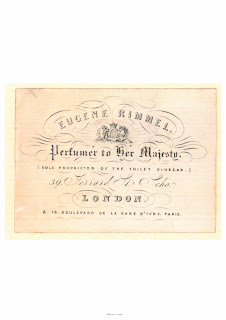 EUGENE RIMMEL,
Perfumer to Her Majesty.
(SOLE PROPRIETOR OF THE TOILET VINEGAR.)
39, Gerrard St. Soho
LONDON.
& 19, BOULEVARD DE LA GARE D'IVRY, PARIS.